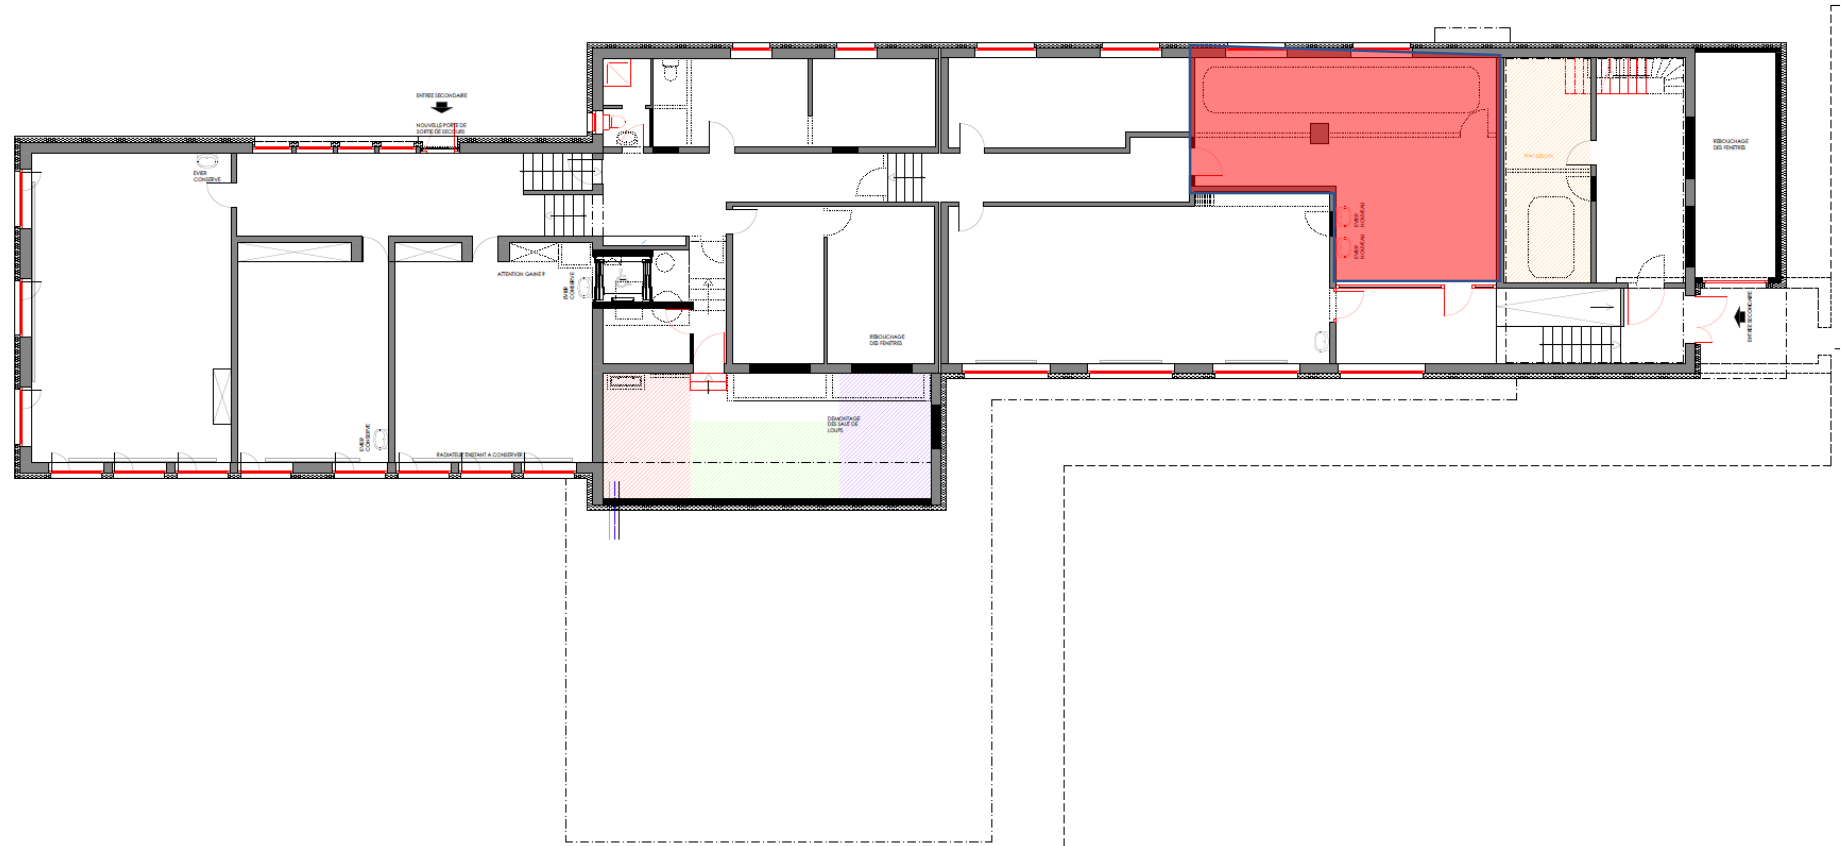 ENTREE SECONDAIRE
NOUVELLE PORTE DE
SORTIE DE SECOURS
EVIER
CONSERVE
ATTENTION GAINE ?
EVIER
CONSERVE
EVIER
CONSERVE
RADIATEUR EXISTANT A CONSERVER
REBOUCHAGE
DES FENETRES
DEMONTAGE
DES SAUT DE
LOUPS
EVIER
NOUVEAU
EVIER
NOUVEAU
REBOUCHAGE
DES FENETRES
ENTREE SECONDAIRE